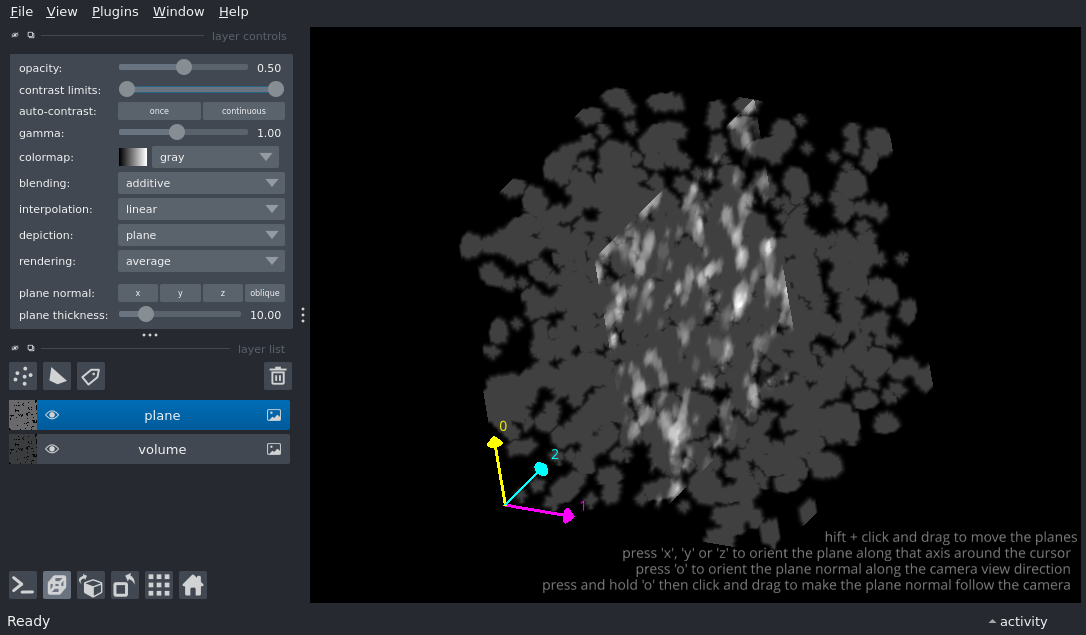 File View Plugins Window Help
layer controls
opacity: 0.50
contrast limits:
auto-contrast: once continuous
gamma: 1.00
colormap: gray
blending: additive
interpolation: linear
depiction: plane
rendering: average
plane normal: x y z oblique
plane thickness: 10.00
layer list
plane
volume
0
2
1
hift + click and drag to move the planes
press 'x', 'y' or 'z' to orient the plane along that axis around the cursor
press 'o' to orient the plane normal along the camera view direction
press and hold 'o' then click and drag to make the plane normal follow the camera
Ready
activity